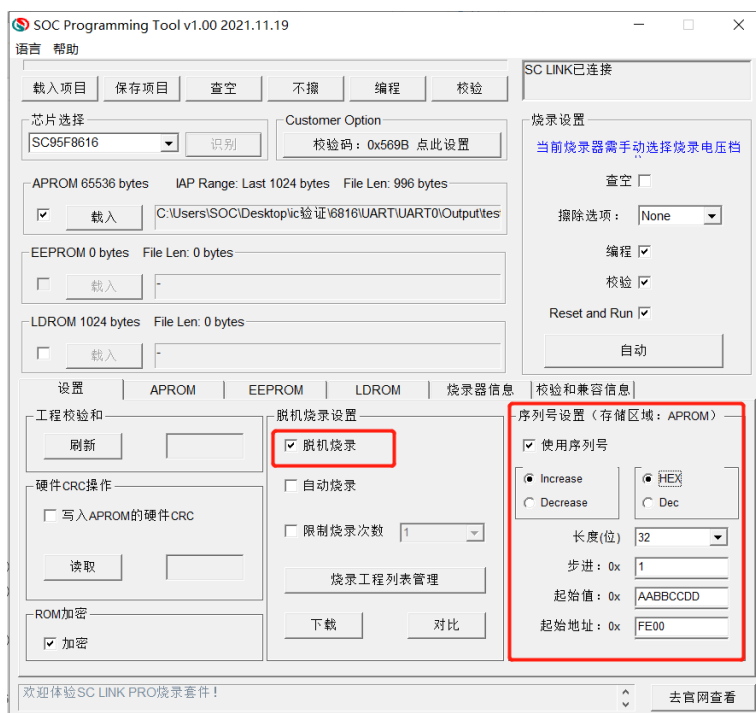 SOC Programming Tool v1.00 2021.11.19
语言 帮助
载入项目 保存项目 查空 不擦 编程 校验
SC LINK已连接
芯片选择
SC95F8616 识别
Customer Option
校验码：0x569B 点此设置
烧录设置
当前烧录器需手动选择烧录电压档
查空
擦除选项： None
编程
校验
Reset and Run
自动
APROM 65536 bytes IAP Range: Last 1024 bytes File Len: 996 bytes
载入 C:\Users\SOC\Desktop\ic验证\6816\UART\UART0\Output\tes
EEPROM 0 bytes File Len: 0 bytes
载入 -
LDROM 1024 bytes File Len: 0 bytes
载入 -
设置 APROM EEPROM LDROM 烧录器信息 校验和兼容信息
工程校验和
刷新
硬件CRC操作
写入APROM的硬件CRC
读取
ROM加密
加密
脱机烧录设置
脱机烧录
自动烧录
限制烧录次数 1
烧录工程列表管理
下载 对比
序列号设置（存储区域：APROM）
使用序列号
Increase HEX
Decrease Dec
长度(位) 32
步进：0x 1
起始值：0x AABBCCDD
起始地址：0x FE00
欢迎体验SC LINK PRO烧录套件！
去官网查看